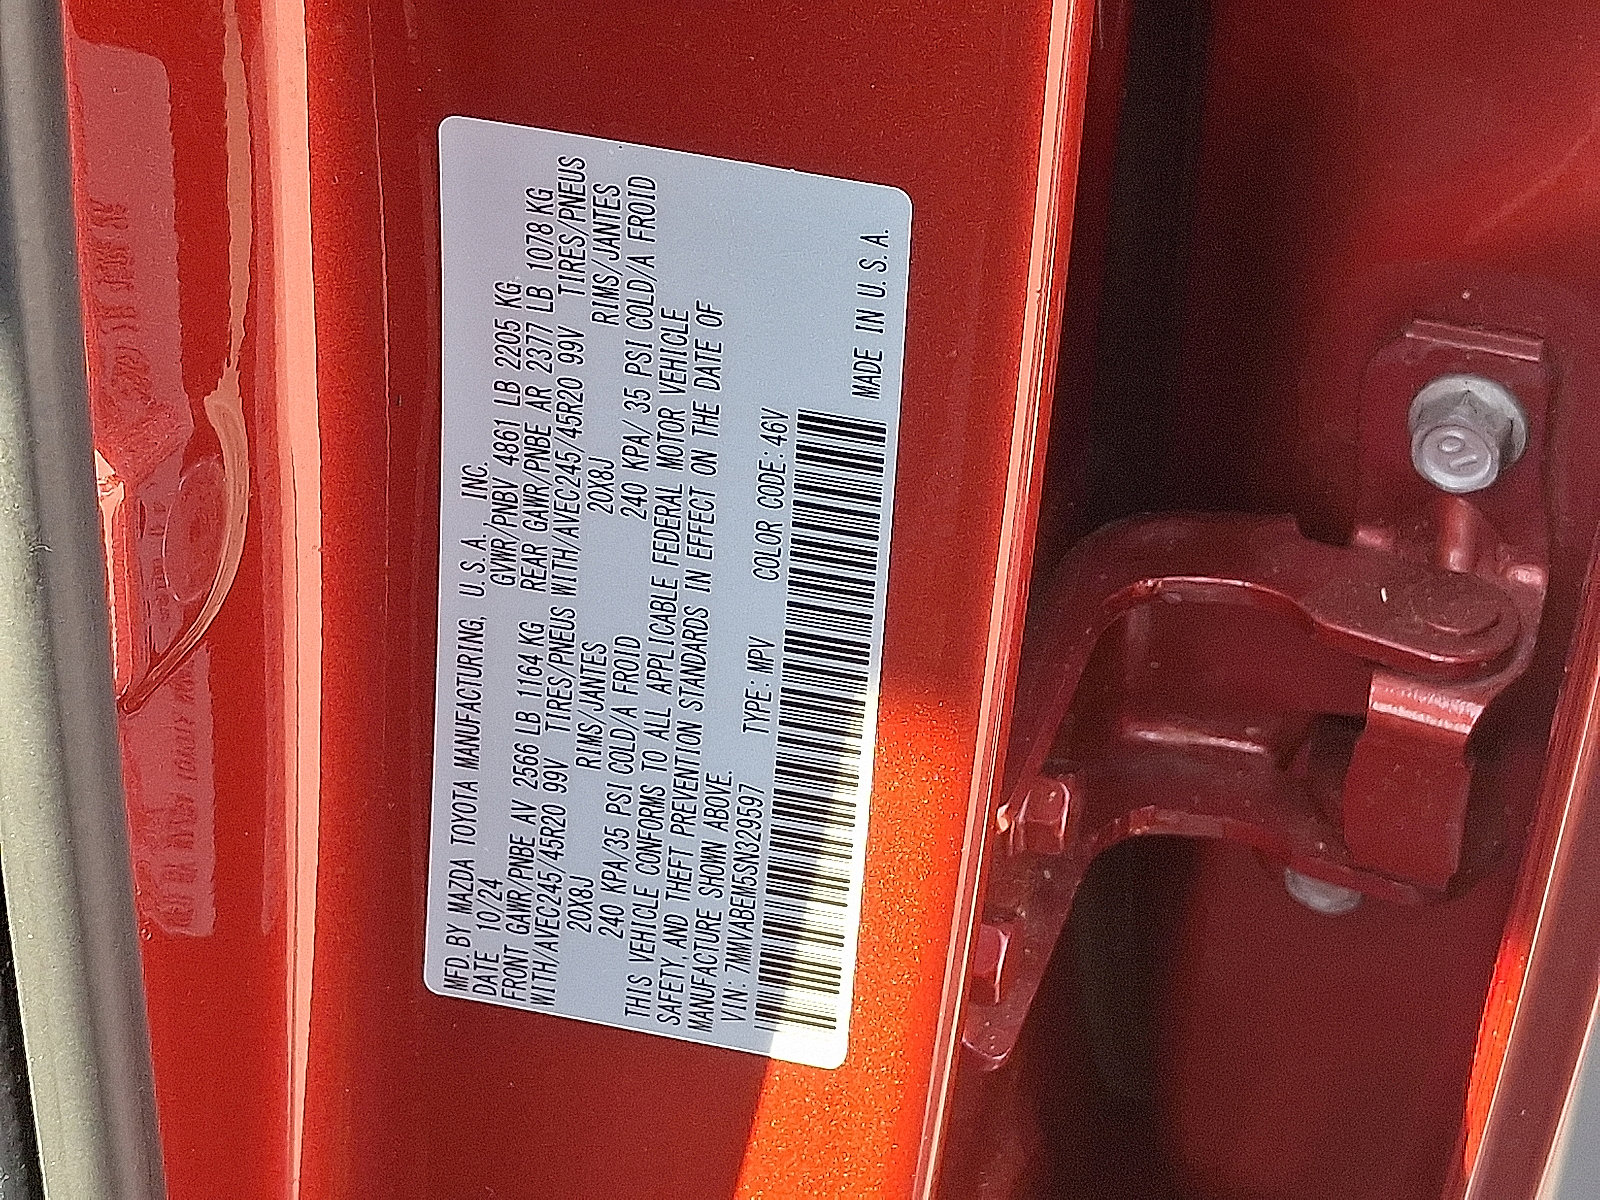 MFD. BY MAZDA TOYOTA MANUFACTURING, U.S.A., INC.
DATE 10/24 GVWR/PNBV 4861 LB 2205 KG
FRONT GAWR/PNBE AV 2566 LB 1164 KG REAR GAWR/PNBE AR 2377 LB 1078 KG
WITH/AVEC245/45R20 99V TIRES/PNEUS WITH/AVEC245/45R20 99V TIRES/PNEUS
20X8J RIMS/JANTES 20X8J RIMS/JANTES
240 KPA/35 PSI COLD/A FROID 240 KPA/ 35 PSI COLD/A FROID
THIS VEHICLE CONFORMS TO ALL APPLICABLE FEDERAL MOTOR VEHICLE
SAFETY, AND THEFT PREVENTION STANDARDS IN EFFECT ON THE DATE OF
MANUFACTURE SHOWN ABOVE.
VIN: 7MMVABEM5SN329597 TYPE: MPV COLOR CODE: 46V
MADE IN U.S.A.